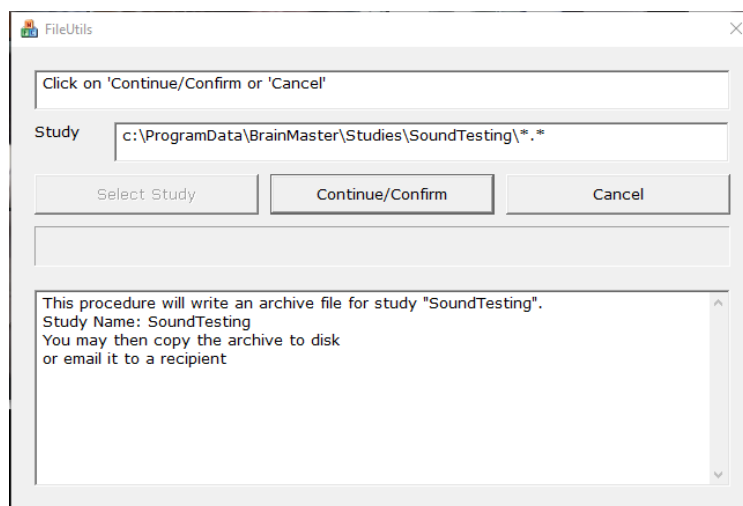 FileUtils
Click on 'Continue/Confirm or 'Cancel'
Study
c:\ProgramData\BrainMaster\Studies\SoundTesting\*.*
Select Study
Continue/Confirm
Cancel
This procedure will write an archive file for study "SoundTesting".
Study Name: SoundTesting
You may then copy the archive to disk
or email it to a recipient